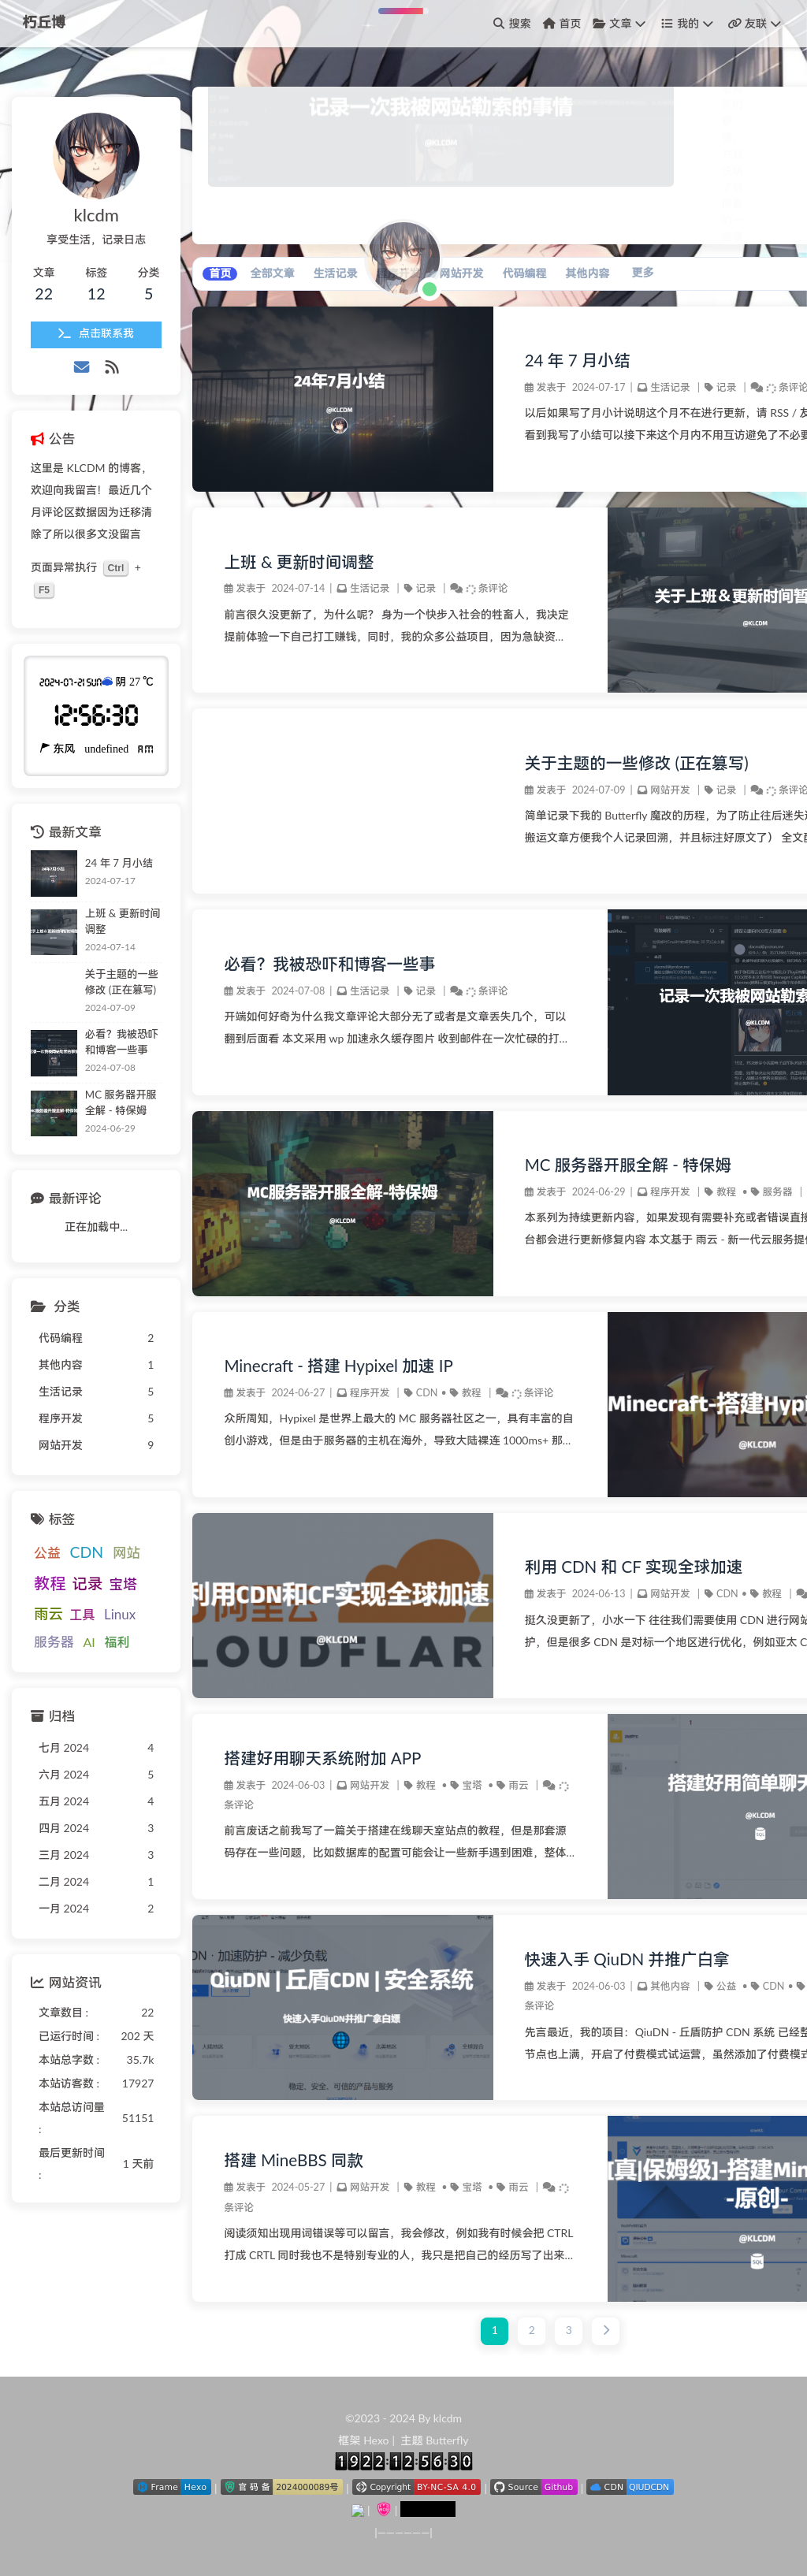 朽丘博
搜索 首页 文章 我的 友联
记录一次我被网站勒索的事情
@KLCDM
klcdm
享受生活，记录日志
文章 标签 分类
22 12 5
点击联系我
公告
这里是 KLCDM 的博客，
欢迎向我留言！最近几个
月评论区数据因为迁移清
除了所以很多文没留言
页面异常执行 Ctrl +
F5
2024-07-21 SUN 阴 27 ℃
12:56:30
东风 undefined AM
最新文章
24 年 7 月小结
2024-07-17
上班 & 更新时间
调整
2024-07-14
关于主题的一些
修改 (正在篡写)
2024-07-09
必看？我被恐吓
和博客一些事
2024-07-08
MC 服务器开服
全解 - 特保姆
2024-06-29
最新评论
正在加载中...
分类
代码编程 2
其他内容 1
生活记录 5
程序开发 5
网站开发 9
标签
公益 CDN 网站
教程 记录 宝塔
雨云 工具 Linux
服务器 AI 福利
归档
七月 2024 4
六月 2024 5
五月 2024 4
四月 2024 3
三月 2024 3
二月 2024 1
一月 2024 2
网站资讯
文章数目 : 22
已运行时间 : 202 天
本站总字数 : 35.7k
本站访客数 : 17927
本站总访问量
: 51151
最后更新时间
: 1 天前
首页 全部文章 生活记录 网站开发 代码编程 其他内容 更多
24年7月小结
@KLCDM
24 年 7 月小结
发表于 2024-07-17 | 生活记录 | 记录 | 条评论
以后如果写了月小计说明这个月不在进行更新，请 RSS / 友
看到我写了小结可以接下来这个月内不用互访避免了不必要
上班 & 更新时间调整
发表于 2024-07-14 | 生活记录 | 记录 | 条评论
前言很久没更新了，为什么呢？ 身为一个快步入社会的牲畜人，我决定
提前体验一下自己打工赚钱，同时，我的众多公益项目，因为急缺资...
关于上班&更新时间暂
@KLCDM
关于主题的一些修改 (正在篡写)
发表于 2024-07-09 | 网站开发 | 记录 | 条评论
简单记录下我的 Butterfly 魔改的历程，为了防止往后迷失这
搬运文章方便我个人记录回溯，并且标注好原文了） 全文配
必看？我被恐吓和博客一些事
发表于 2024-07-08 | 生活记录 | 记录 | 条评论
开端如何好奇为什么我文章评论大部分无了或者是文章丢失几个，可以
翻到后面看 本文采用 wp 加速永久缓存图片 收到邮件在一次忙碌的打...
记录一次我被网站勒索
@KLCDM
MC服务器开服全解-特保姆
@KLCDM
MC 服务器开服全解 - 特保姆
发表于 2024-06-29 | 程序开发 | 教程 • 服务器 |
本系列为持续更新内容，如果发现有需要补充或者错误直接
台都会进行更新修复内容 本文基于 雨云 - 新一代云服务提供
Minecraft - 搭建 Hypixel 加速 IP
发表于 2024-06-27 | 程序开发 | CDN • 教程 | 条评论
众所周知，Hypixel 是世界上最大的 MC 服务器社区之一，具有丰富的自
创小游戏，但是由于服务器的主机在海外，导致大陆裸连 1000ms+ 那...
Minecraft-搭建Hypi
@KLCDM
利用CDN和CF实现全球加速
@KLCDM
利用 CDN 和 CF 实现全球加速
发表于 2024-06-13 | 网站开发 | CDN • 教程 |
挺久没更新了，小水一下 往往我们需要使用 CDN 进行网站
护，但是很多 CDN 是对标一个地区进行优化，例如亚太 C
搭建好用聊天系统附加 APP
发表于 2024-06-03 | 网站开发 | 教程 • 宝塔 • 雨云 |
条评论
前言废话之前我写了一篇关于搭建在线聊天室站点的教程，但是那套源
码存在一些问题，比如数据库的配置可能会让一些新手遇到困难，整体...
搭建好用简单聊天
@KLCDM
QiuDN | 丘盾CDN | 安全系统
快速入手QiuDN并推广白拿嫖
稳定、安全、可信的产品与服务
快速入手 QiuDN 并推广白拿
发表于 2024-06-03 | 其他内容 | 公益 • CDN •
条评论
先言最近，我的项目：QiuDN - 丘盾防护 CDN 系统 已经整
节点也上满，开启了付费模式试运营，虽然添加了付费模式
搭建 MineBBS 同款
发表于 2024-05-27 | 网站开发 | 教程 • 宝塔 • 雨云 |
条评论
阅读须知出现用词错误等可以留言，我会修改，例如我有时候会把 CTRL
打成 CRTL 同时我也不是特别专业的人，我只是把自己的经历写了出来...
[真|保姆级]-搭建Min
-原创-
@KLCDM
1 2 3
©2023 - 2024 By klcdm
框架 Hexo | 主题 Butterfly
1922:12:56:30
Frame Hexo | 官 码 备 2024000089号 | Copyright BY-NC-SA 4.0 | Source Github | CDN QIUDCDN
|——————|